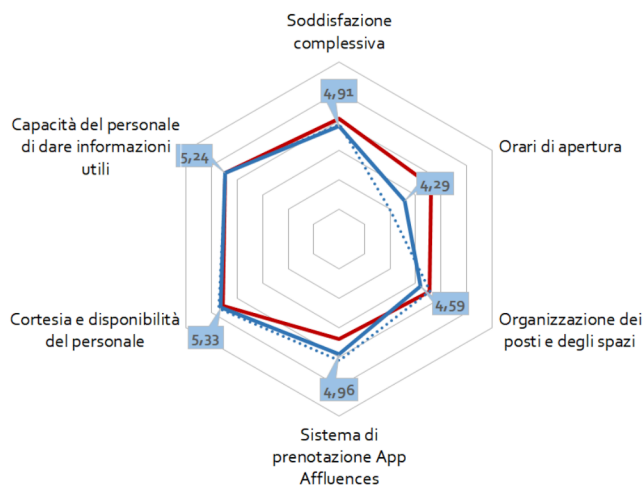 Soddisfazione
complessiva
4,91
Capacità del personale
di dare informazioni
utili
5,24
Orari di apertura
4,29
Cortesia e disponibilità
del personale
5,33
Organizzazione dei
posti e degli spazi
4,59
4,96
Sistema di
prenotazione App
Affluences